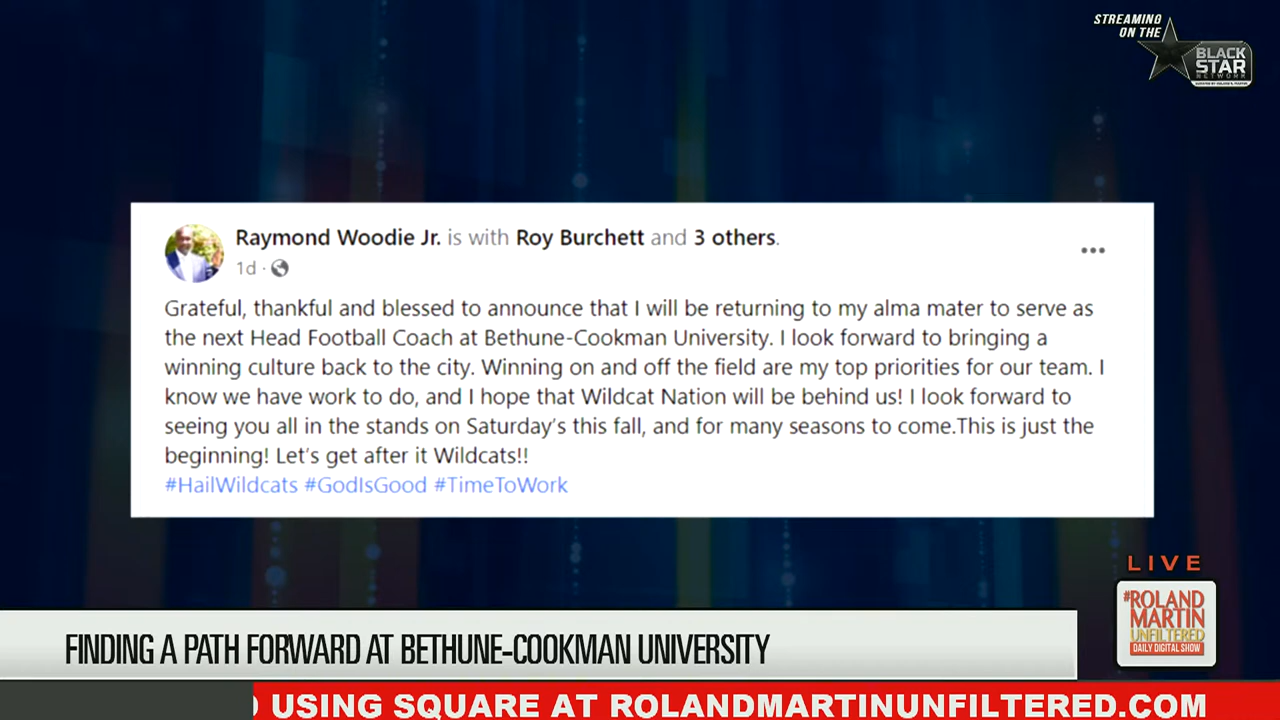 STREAMING
ON THE
BLACK
STAR
NETWORK
Raymond Woodie Jr. is with Roy Burchett and 3 others.
1d ·
Grateful, thankful and blessed to announce that I will be returning to my alma mater to serve as
the next Head Football Coach at Bethune-Cookman University. I look forward to bringing a
winning culture back to the city. Winning on and off the field are my top priorities for our team. I
know we have work to do, and I hope that Wildcat Nation will be behind us! I look forward to
seeing you all in the stands on Saturday's this fall, and for many seasons to come.This is just the
beginning! Let's get after it Wildcats!!
#HailWildcats #GodIsGood #TimeToWork
LIVE
#ROLAND
MARTIN
UNFILTERED
DAILY DIGITAL SHOW
FINDING A PATH FORWARD AT BETHUNE-COOKMAN UNIVERSITY
USING SQUARE AT ROLANDMARTINUNFILTERED.COM